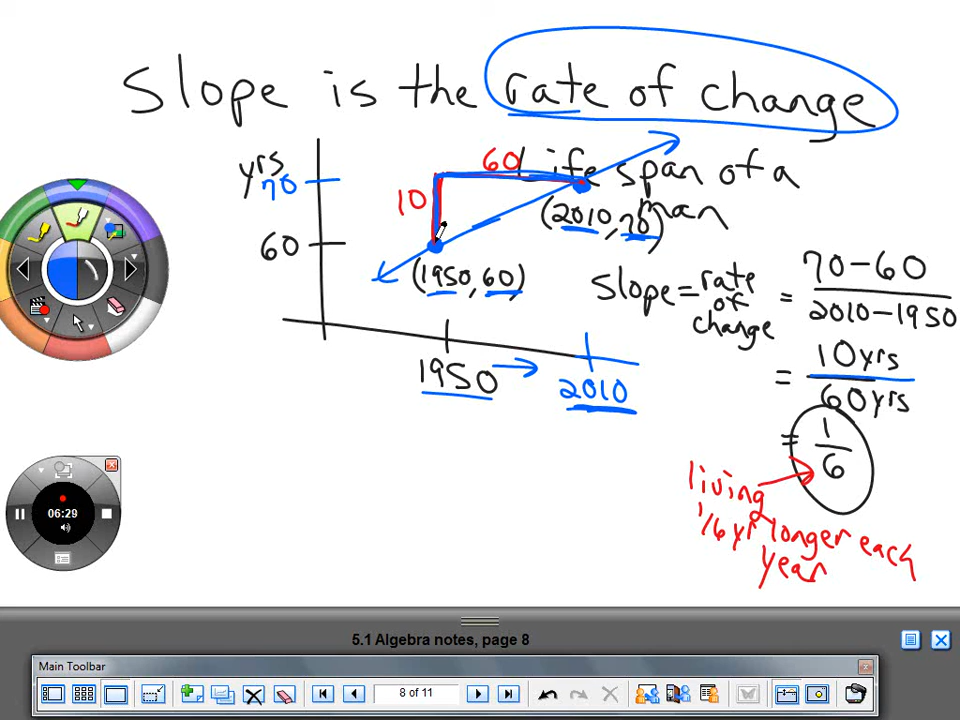 Slope is the rate of change
yrs
70
60
10
60
Life span of a
man
(2010, 70)
(1950, 60)
1950
2010
Slope = rate of change = 70-60 / 2010-1950
= 10yrs / 60yrs
= 1/6
living
1/6 yr longer each
year
06:29
5.1 Algebra notes, page 8
Main Toolbar
8 of 11